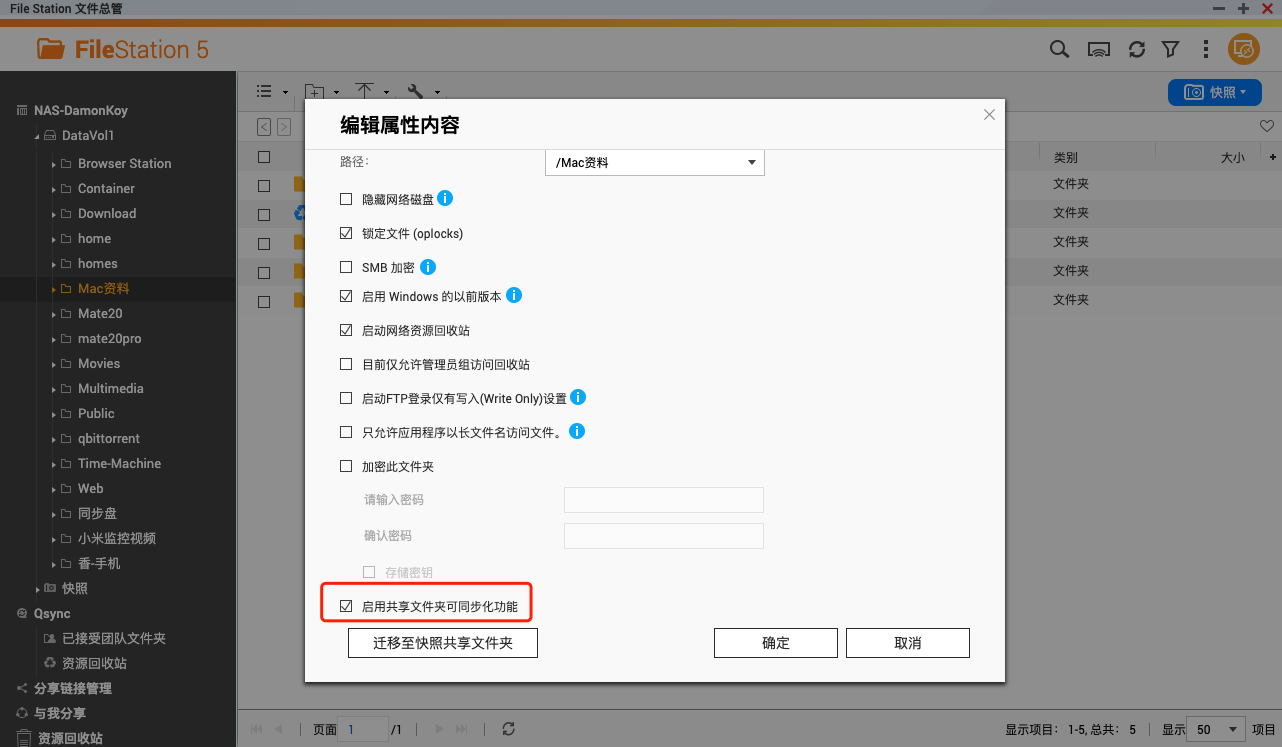 File Station 文件总管
FileStation 5
快照
NAS-DamonKoy
DataVol1
Browser Station
Container
Download
home
homes
Mac资料
Mate20
mate20pro
Movies
Multimedia
Public
qbittorrent
Time-Machine
Web
同步盘
小米监控视频
香-手机
快照
Qsync
已接受团队文件夹
资源回收站
分享链接管理
与我分享
资源回收站
编辑属性内容
路径:
/Mac资料
隐藏网络磁盘
锁定文件 (oplocks)
SMB 加密
启用 Windows 的以前版本
启动网络资源回收站
目前仅允许管理员组访问回收站
启动FTP登录仅有写入(Write Only)设置
只允许应用程序以长文件名访问文件。
加密此文件夹
请输入密码
确认密码
存储密钥
启用共享文件夹可同步化功能
迁移至快照共享文件夹
确定
取消
类别
大小
文件夹
文件夹
文件夹
文件夹
文件夹
页面 1 /1
显示项目： 1-5, 总共： 5
显示 50 项目